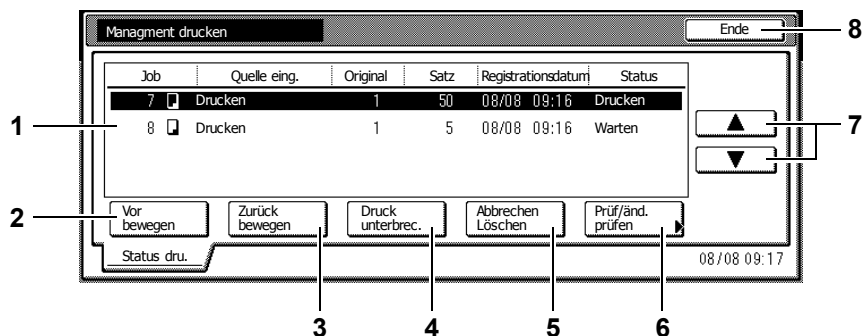 Managment drucken
Ende
8
Job Quelle eing. Original Satz Registrationsdatum Status
7 Drucken 1 50 08/08 09:16 Drucken
1
8 Drucken 1 5 08/08 09:16 Warten
7
2
Vor
bewegen
Zurück
bewegen
Druck
unterbrec.
Abbrechen
Löschen
Prüf/änd.
prüfen
Status dru.
08/08 09:17
3 4 5 6